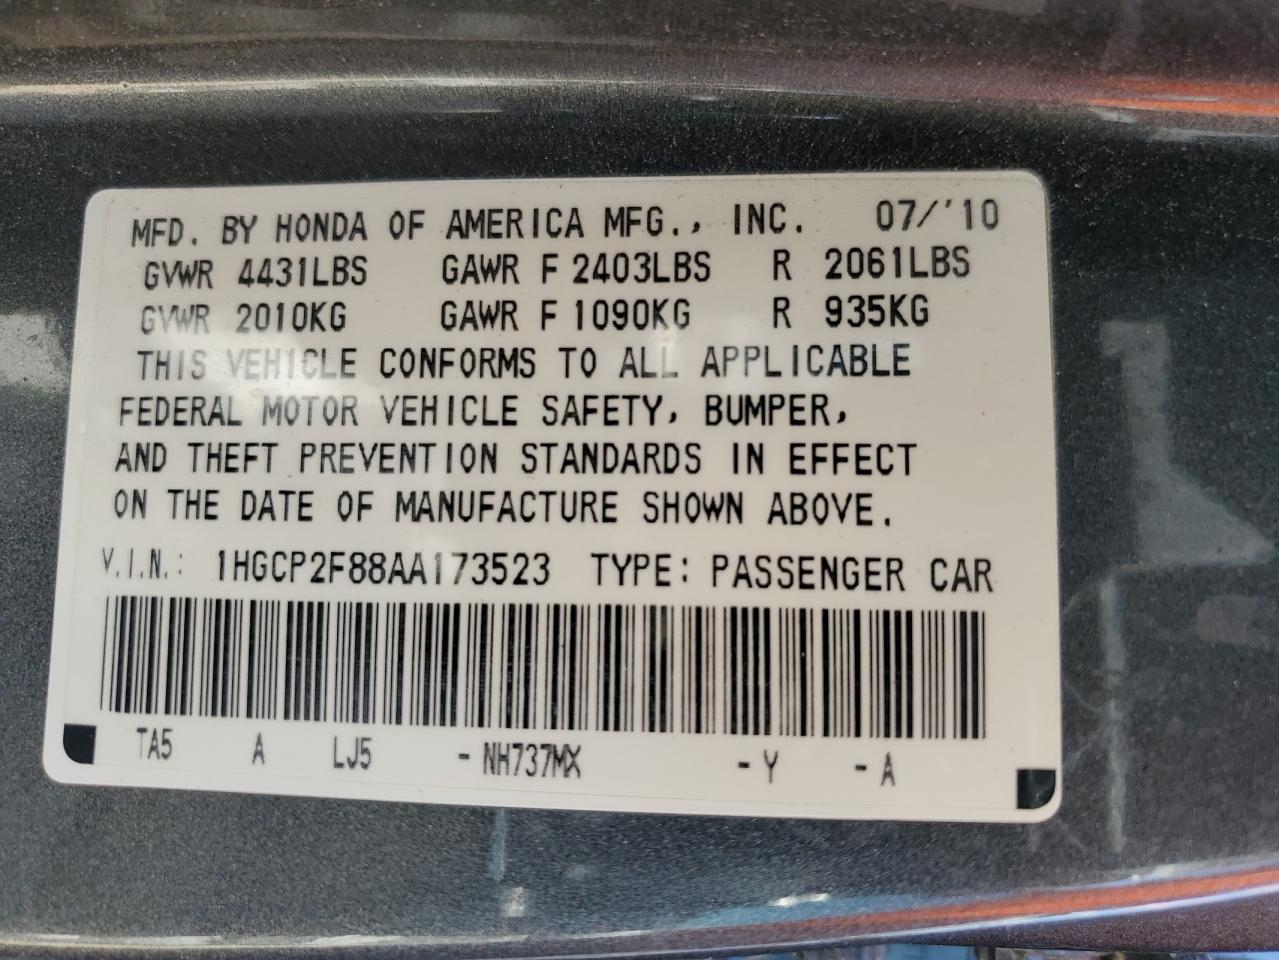 MFD. BY HONDA OF AMERICA MFG., INC. 07/'10
GVWR 4431LBS GAWR F 2403LBS R 2061LBS
GVWR 2010KG GAWR F 1090KG R 935KG
THIS VEHICLE CONFORMS TO ALL APPLICABLE
FEDERAL MOTOR VEHICLE SAFETY, BUMPER,
AND THEFT PREVENTION STANDARDS IN EFFECT
ON THE DATE OF MANUFACTURE SHOWN ABOVE.
V.I.N.: 1HGCP2F88AA173523 TYPE: PASSENGER CAR
TA5 A LJ5 -NH737MX -Y -A